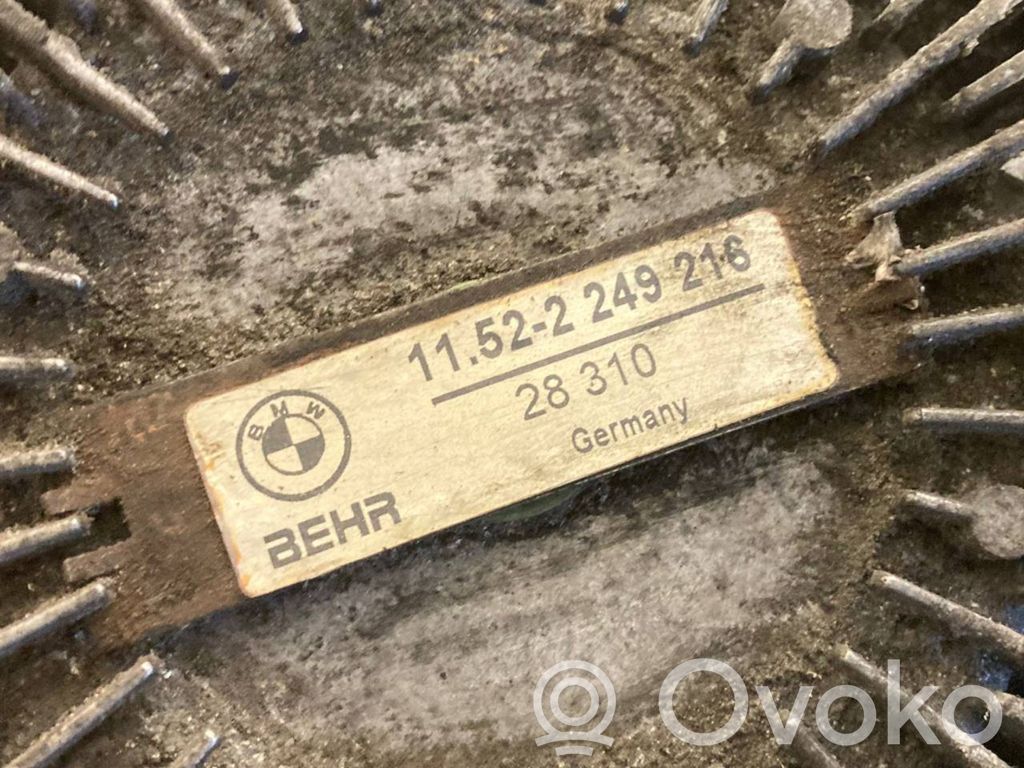 11.52-2 249 216
28 310
Germany
BMW
BEHR
Ovoko